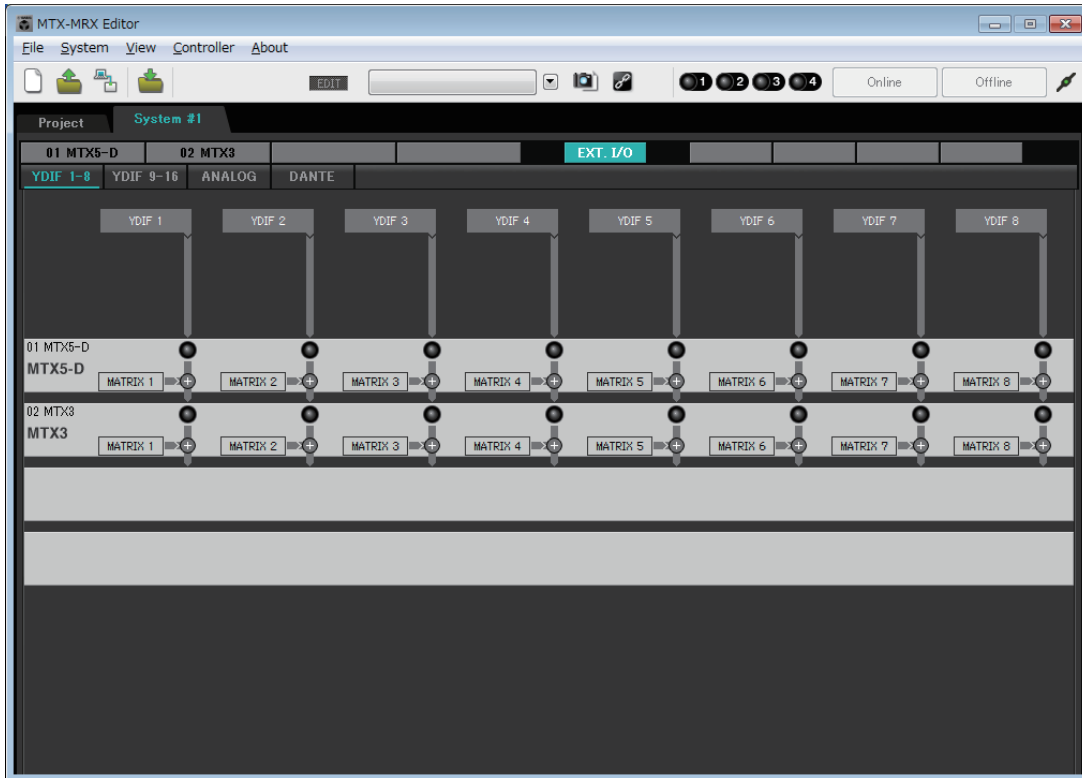 MTX-MRX Editor
File System View Controller About
EDIT 1 2 3 4 Online Offline
Project System #1
01 MTX5-D 02 MTX3 EXT. I/O
YDIF 1-8 YDIF 9-16 ANALOG DANTE
YDIF 1 YDIF 2 YDIF 3 YDIF 4 YDIF 5 YDIF 6 YDIF 7 YDIF 8
01 MTX5-D
MTX5-D
MATRIX 1 MATRIX 2 MATRIX 3 MATRIX 4 MATRIX 5 MATRIX 6 MATRIX 7 MATRIX 8
02 MTX3
MTX3
MATRIX 1 MATRIX 2 MATRIX 3 MATRIX 4 MATRIX 5 MATRIX 6 MATRIX 7 MATRIX 8